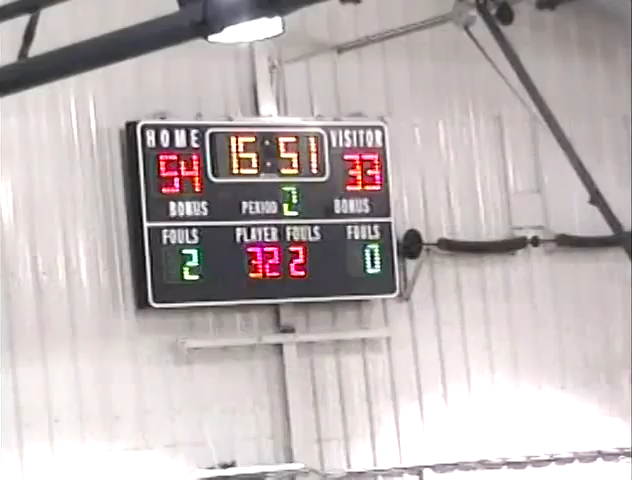 HOME 15:51 VISITOR
54 33
BONUS PERIOD 2 BONUS
FOULS PLAYER FOULS FOULS
2 32 2 0